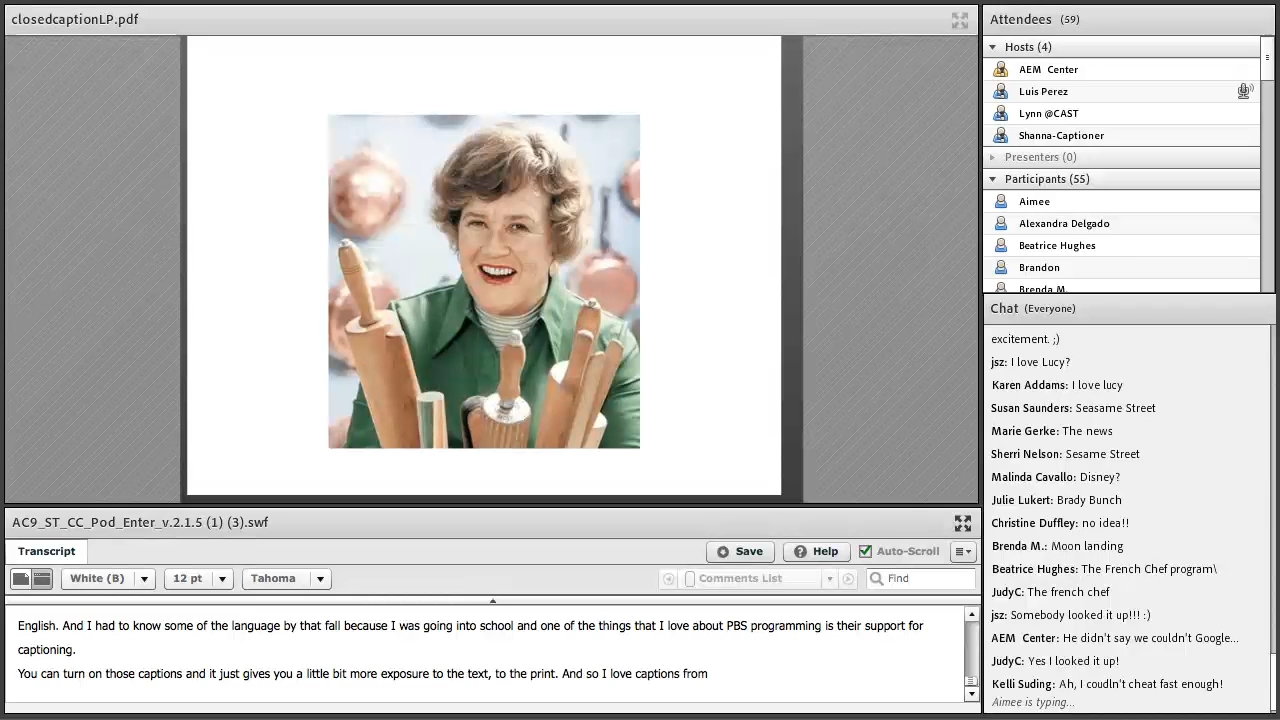 closedcaptionLP.pdf
AC9_ST_CC_Pod_Enter_v.2.1.5 (1) (3).swf
Transcript
Save
Help
Auto-Scroll
White (B)
12 pt
Tahoma
Comments List
Find
English. And I had to know some of the language by that fall because I was going into school and one of the things that I love about PBS programming is their support for
captioning.
You can turn on those captions and it just gives you a little bit more exposure to the text, to the print. And so I love captions from
Attendees (59)
Hosts (4)
AEM Center
Luis Perez
Lynn @CAST
Shanna-Captioner
Presenters (0)
Participants (55)
Aimee
Alexandra Delgado
Beatrice Hughes
Brandon
Brenda M.
Chat (Everyone)
excitement. ;)
jsz: I love Lucy?
Karen Addams: I love lucy
Susan Saunders: Seasame Street
Marie Gerke: The news
Sherri Nelson: Sesame Street
Malinda Cavallo: Disney?
Julie Lukert: Brady Bunch
Christine Duffley: no idea!!
Brenda M.: Moon landing
Beatrice Hughes: The French Chef program\
JudyC: The french chef
jsz: Somebody looked it up!!! :)
AEM Center: He didn't say we couldn't Google...
JudyC: Yes I looked it up!
Kelli Suding: Ah, I coudln't cheat fast enough!
Aimee is typing...